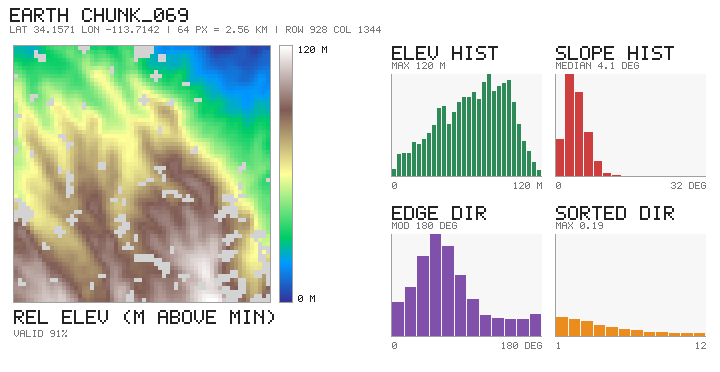 EARTH CHUNK_069
LAT 34.1571 LON -113.7142 | 64 PX = 2.56 KM | ROW 928 COL 1344
120 M
0 M
REL ELEV (M ABOVE MIN)
VALID 91%
ELEV HIST
MAX 120 M
0 120 M
SLOPE HIST
MEDIAN 4.1 DEG
0 32 DEG
EDGE DIR
MOD 180 DEG
0 180 DEG
SORTED DIR
MAX 0.19
1 12